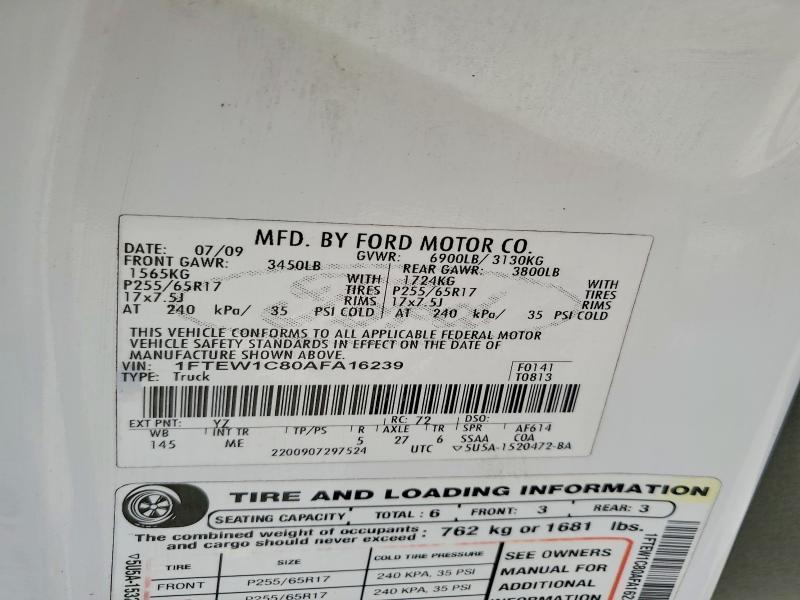 MFD. BY FORD MOTOR CO.
DATE: 07/09 GVWR: 6900LB/ 3130KG
FRONT GAWR: 3450LB REAR GAWR: 3800LB
1565KG WITH 1724KG WITH
P255/65R17 TIRES P255/65R17 TIRES
17x7.5J RIMS 17x7.5J RIMS
AT 240 kPa/ 35 PSI COLD AT 240 kPa/ 35 PSI COLD
THIS VEHICLE CONFORMS TO ALL APPLICABLE FEDERAL MOTOR
VEHICLE SAFETY STANDARDS IN EFFECT ON THE DATE OF
MANUFACTURE SHOWN ABOVE.
VIN: 1FTEW1C80AFA16239 F0141
TYPE: Truck T0813
EXT PNT: YZ RC: 72 DSO:
WB INT TR TP/PS R AXLE TR SPR AF614
145 ME 5 27 6 SSAA COA
2200907297524 UTC ▽5U5A-1520472-BA
TIRE AND LOADING INFORMATION
SEATING CAPACITY TOTAL: 6 FRONT: 3 REAR: 3
The combined weight of occupants and cargo should never exceed: 762 kg or 1681 lbs.
TIRE SIZE COLD TIRE PRESSURE SEE OWNERS
FRONT P255/65R17 240 KPA, 35 PSI MANUAL FOR
P255/65R17 240 KPA, 35 PSI ADDITIONAL
INFORMATION